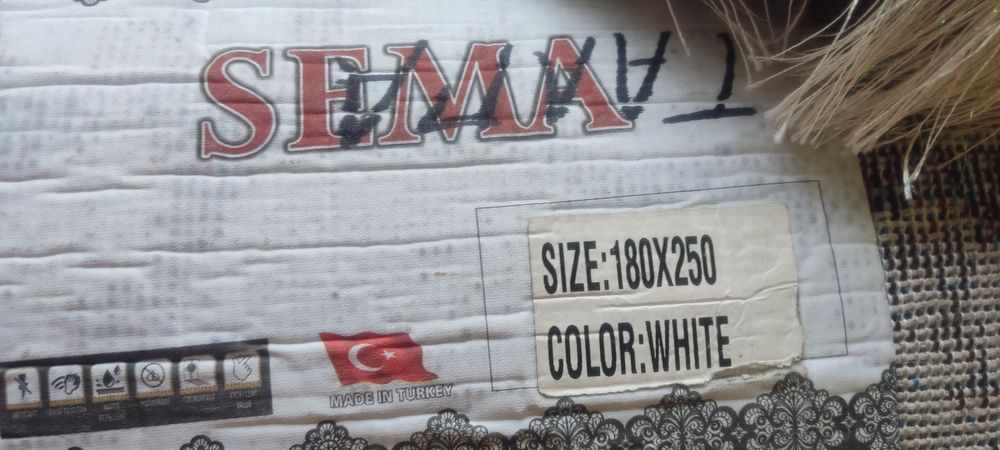 SEMA
SIZE:180X250
COLOR:WHITE
MADE IN TURKEY